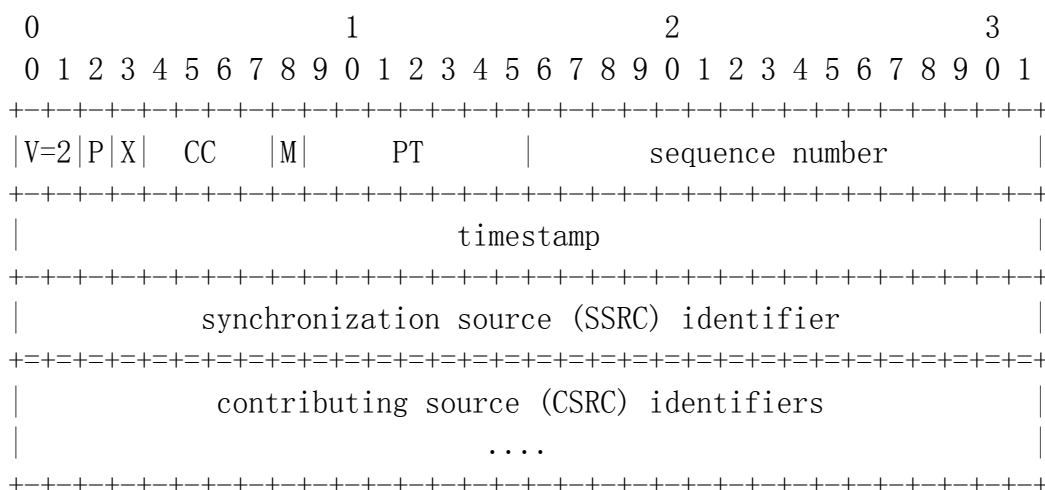 0                   1                   2                   3
0 1 2 3 4 5 6 7 8 9 0 1 2 3 4 5 6 7 8 9 0 1 2 3 4 5 6 7 8 9 0 1
+-+-+-+-+-+-+-+-+-+-+-+-+-+-+-+-+-+-+-+-+-+-+-+-+-+-+-+-+-+-+-+-+
|V=2|P|X|  CC   |M|     PT      |       sequence number         |
+-+-+-+-+-+-+-+-+-+-+-+-+-+-+-+-+-+-+-+-+-+-+-+-+-+-+-+-+-+-+-+-+
|                           timestamp                           |
+-+-+-+-+-+-+-+-+-+-+-+-+-+-+-+-+-+-+-+-+-+-+-+-+-+-+-+-+-+-+-+-+
|           synchronization source (SSRC) identifier            |
+=+=+=+=+=+=+=+=+=+=+=+=+=+=+=+=+=+=+=+=+=+=+=+=+=+=+=+=+=+=+=+=+
|            contributing source (CSRC) identifiers             |
|                             ....                              |
+-+-+-+-+-+-+-+-+-+-+-+-+-+-+-+-+-+-+-+-+-+-+-+-+-+-+-+-+-+-+-+-+